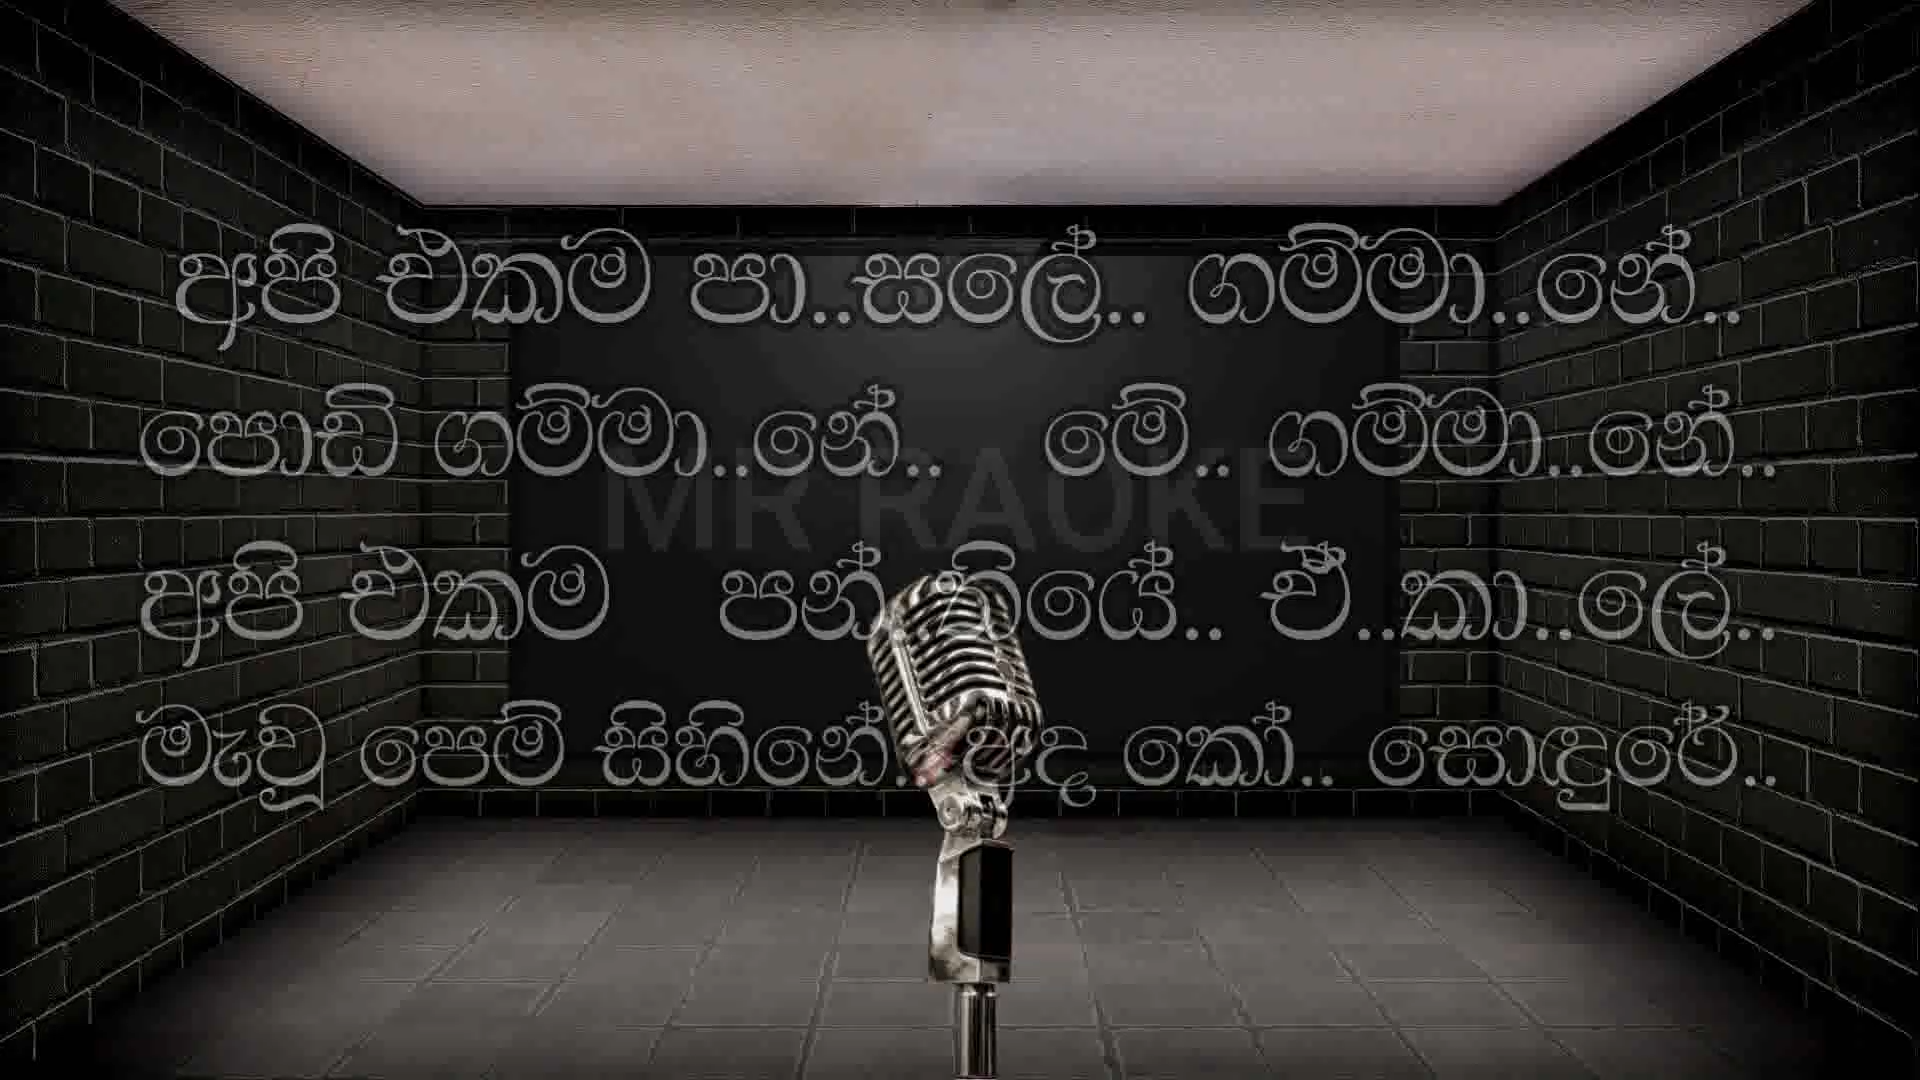 අපි එකම පා..සලේ.. ගම්මා..නේ..
පොඩි ගම්මා..නේ.. මේ.. ගම්මා..නේ..
MR RAOKE
අපි එකම පන් තියේ.. ඒ..කා..ලේ..
මැවූ පෙම් සිහිනේ.. අද කෝ.. සොඳුරේ..